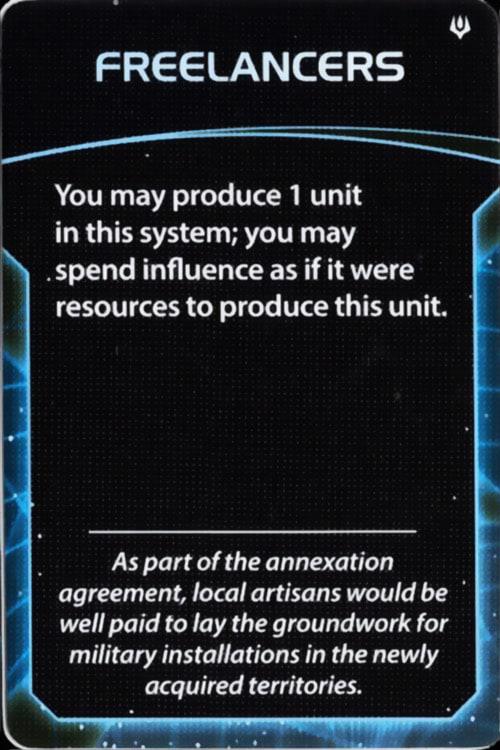 FREELANCERS
You may produce 1 unit
in this system; you may
spend influence as if it were
resources to produce this unit.
As part of the annexation
agreement, local artisans would be
well paid to lay the groundwork for
military installations in the newly
acquired territories.